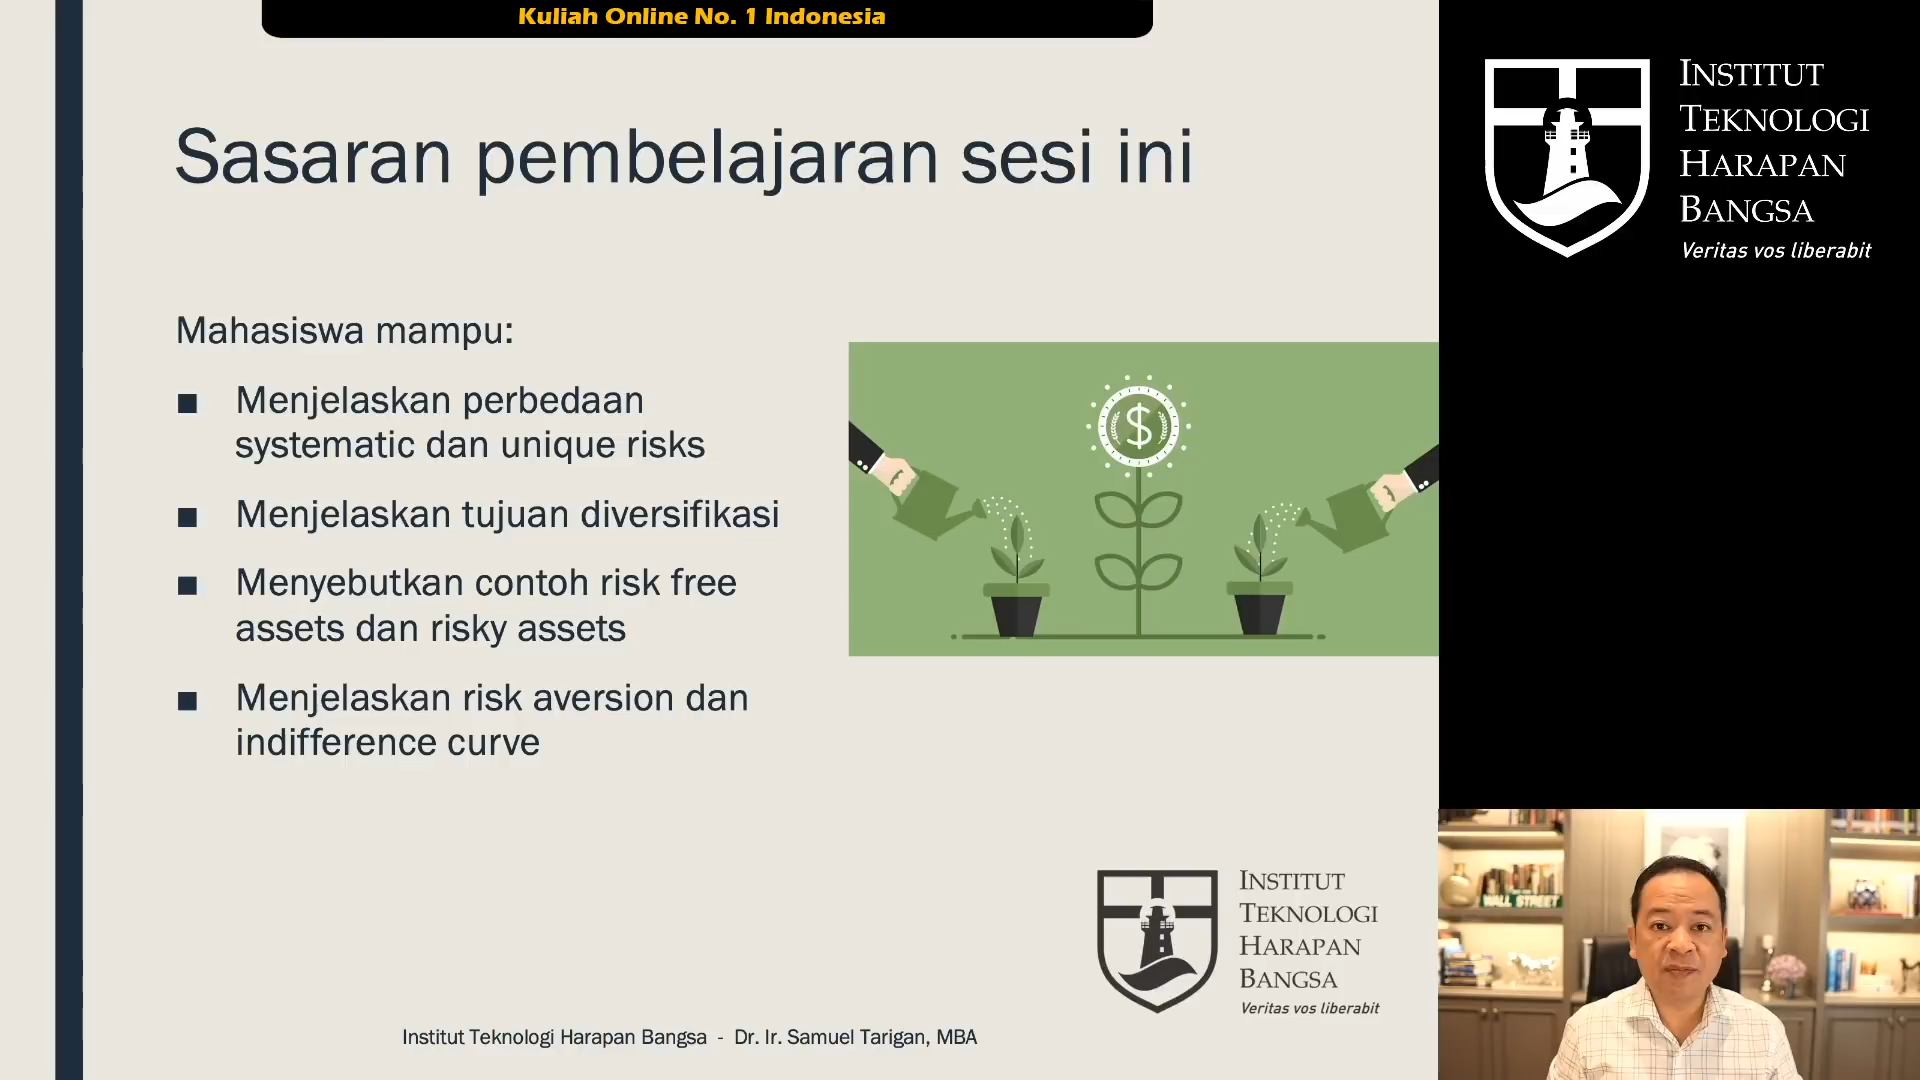 Kuliah Online No. 1 Indonesia
Sasaran pembelajaran sesi ini
Mahasiswa mampu:
■ Menjelaskan perbedaan
systematic dan unique risks
■ Menjelaskan tujuan diversifikasi
■ Menyebutkan contoh risk free
assets dan risky assets
■ Menjelaskan risk aversion dan
indifference curve
$
INSTITUT
TEKNOLOGI
HARAPAN
BANGSA
Veritas vos liberabit
Institut Teknologi Harapan Bangsa - Dr. Ir. Samuel Tarigan, MBA
INSTITUT
TEKNOLOGI
HARAPAN
BANGSA
Veritas vos liberabit
WALL STREET